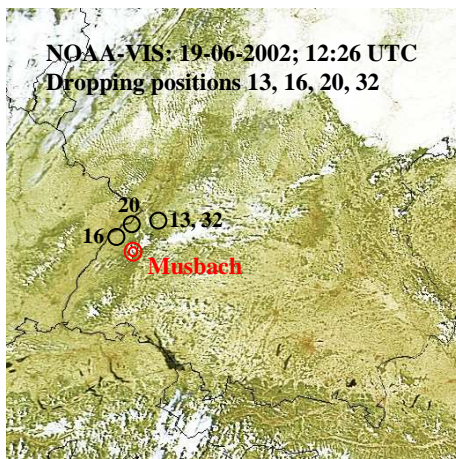 NOAA-VIS: 19-06-2002; 12:26 UTC
Dropping positions 13, 16, 20, 32
20
13, 32
16
Musbach